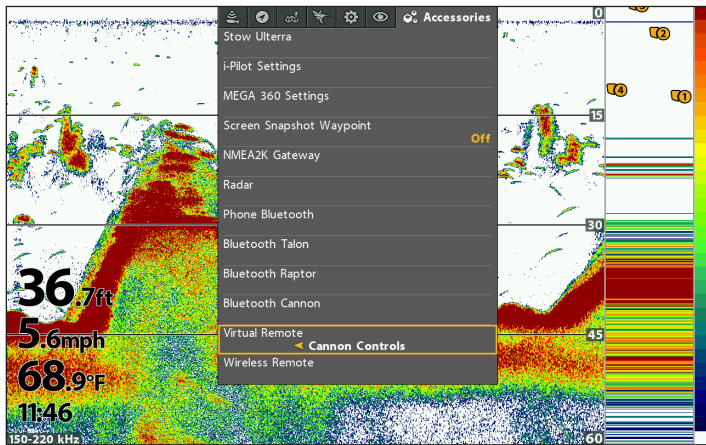 Accessories
Stow Ulterra
i-Pilot Settings
MEGA 360 Settings
Screen Snapshot Waypoint
Off
NMEA2K Gateway
Radar
Phone Bluetooth
Bluetooth Talon
Bluetooth Raptor
Bluetooth Cannon
Virtual Remote
Cannon Controls
Wireless Remote
36.7ft
5.6mph
68.9°F
11:46
150-220 kHz
0
15
30
45
60
2
4
1